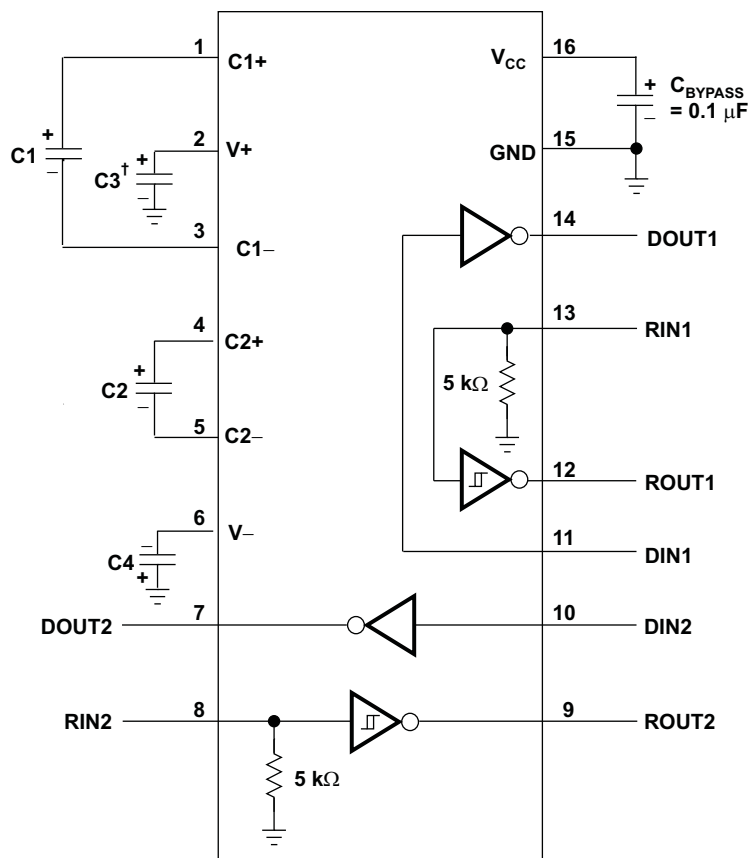 1
C1+
C1
+
−
2
V+
C3†
+
−
3
C1−
4
C2+
C2
+
−
5
C2−
6
V−
C4
−
+
DOUT2
7
RIN2
8
5 kΩ
VCC
16
+
−
CBYPASS
= 0.1 μF
GND
15
14
DOUT1
13
RIN1
5 kΩ
12
ROUT1
11
DIN1
10
DIN2
9
ROUT2